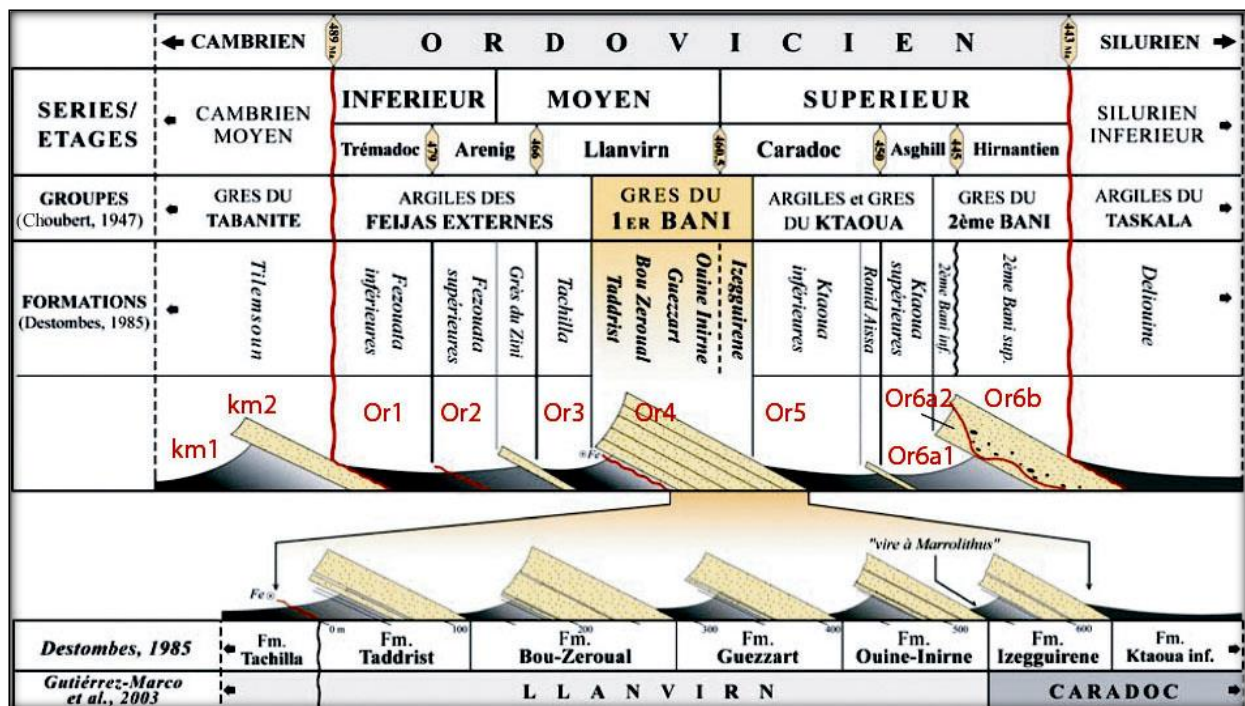 CAMBRIEN 489 Ma O R D O V I C I E N 443 Ma SILURIEN
SERIES/
ETAGES
CAMBRIEN
MOYEN
INFERIEUR MOYEN SUPERIEUR
SILURIEN
INFERIEUR
Trémadoc 479 Arenig 466 Llanvirn 460.5 Caradoc 450 Asghill 445 Hirnantien
GROUPES
(Choubert, 1947)
GRES DU
TABANITE
ARGILES DES
FEIJAS EXTERNES
GRES DU
1ER BANI
ARGILES et GRES
DU KTAOUA
GRES DU
2ème BANI
ARGILES DU
TASKALA
FORMATIONS
(Destombes, 1985)
Tilemsoun
Fezouata
inférieures
Fezouata
supérieures
Grès du Zini
Tachilla
Taddrist
Bou Zeroual
Guezzart
Ouine Inirne
Izegguirene
Ktaoua
inférieures
Rouid Aissa
Ktaoua
supérieures
2ème Bani inf.
2ème Bani sup.
Deliouine
km1 km2 Or1 Or2 Or3 Or4 Or5 Or6a2 Or6b
Or6a1
Fe
"vire à Marrolithus"
Fe
0 m 100 200 300 400 500 600
Destombes, 1985
Fm.
Tachilla
Fm.
Taddrist
Fm.
Bou-Zeroual
Fm.
Guezzart
Fm.
Ouine-Inirne
Fm.
Izegguirene
Fm.
Ktaoua inf.
Gutiérrez-Marco
et al., 2003
L L A N V I R N CARADOC